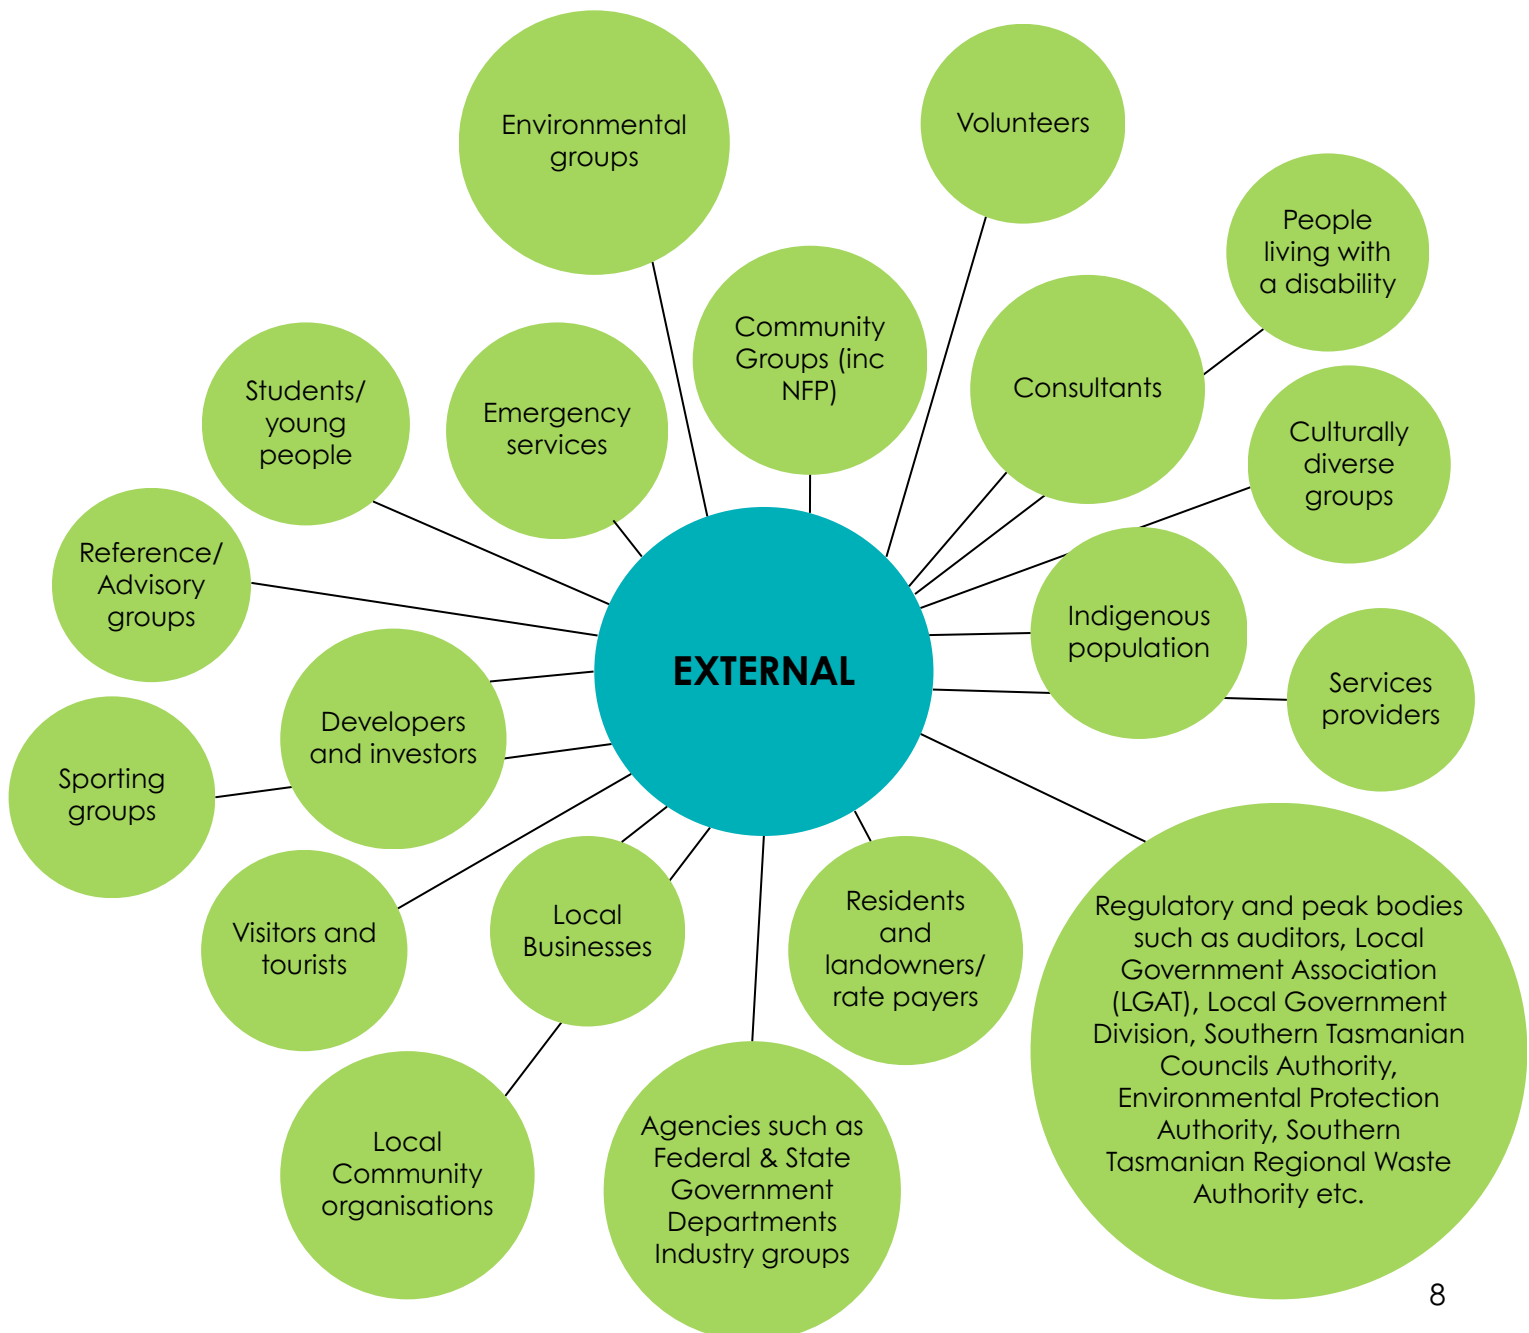 Environmental
groups
Volunteers
People
living with
a disability
Community
Groups (inc
NFP)
Consultants
Students/
young
people
Emergency
services
Culturally
diverse
groups
Reference/
Advisory
groups
Indigenous
population
EXTERNAL
Services
providers
Developers
and investors
Sporting
groups
Visitors and
tourists
Local
Businesses
Residents
and
landowners/
rate payers
Regulatory and peak bodies
such as auditors, Local
Government Association
(LGAT), Local Government
Division, Southern Tasmanian
Councils Authority,
Environmental Protection
Authority, Southern
Tasmanian Regional Waste
Authority etc.
Local
Community
organisations
Agencies such as
Federal & State
Government
Departments
Industry groups
8